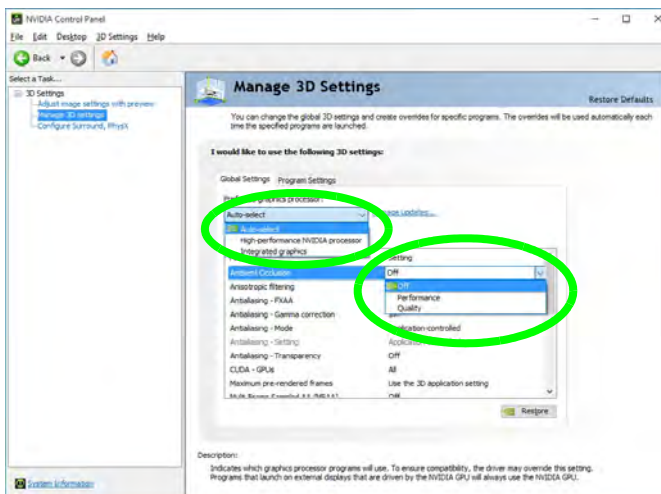 NVIDIA Control Panel
File Edit Desktop 3D Settings Help
Back
Select a Task...
3D Settings
Adjust image settings with preview
Manage 3D settings
Configure Surround, PhysX
System Information
Manage 3D Settings
Restore Defaults
You can change the global 3D settings and create overrides for specific programs. The overrides will be used automatically each
time the specified programs are launched.
I would like to use the following 3D settings:
Global Settings Program Settings
graphics processor:
Auto-select
Auto-select
High-performance NVIDIA processor
Integrated graphics
Setting
Ambient Occlusion Off
Off
Performance
Quality
Anisotropic filtering
Antialiasing - FXAA
Antialiasing - Gamma correction
Antialiasing - Mode Application-controlled
Antialiasing - Setting
Antialiasing - Transparency Off
CUDA - GPUs All
Maximum pre-rendered frames Use the 3D application setting
Off
Restore
Description:
Indicates which graphics processor programs will use. To ensure compatibility, the driver may override this setting.
Programs that launch on external displays that are driven by the NVIDIA GPU will always use the NVIDIA GPU.